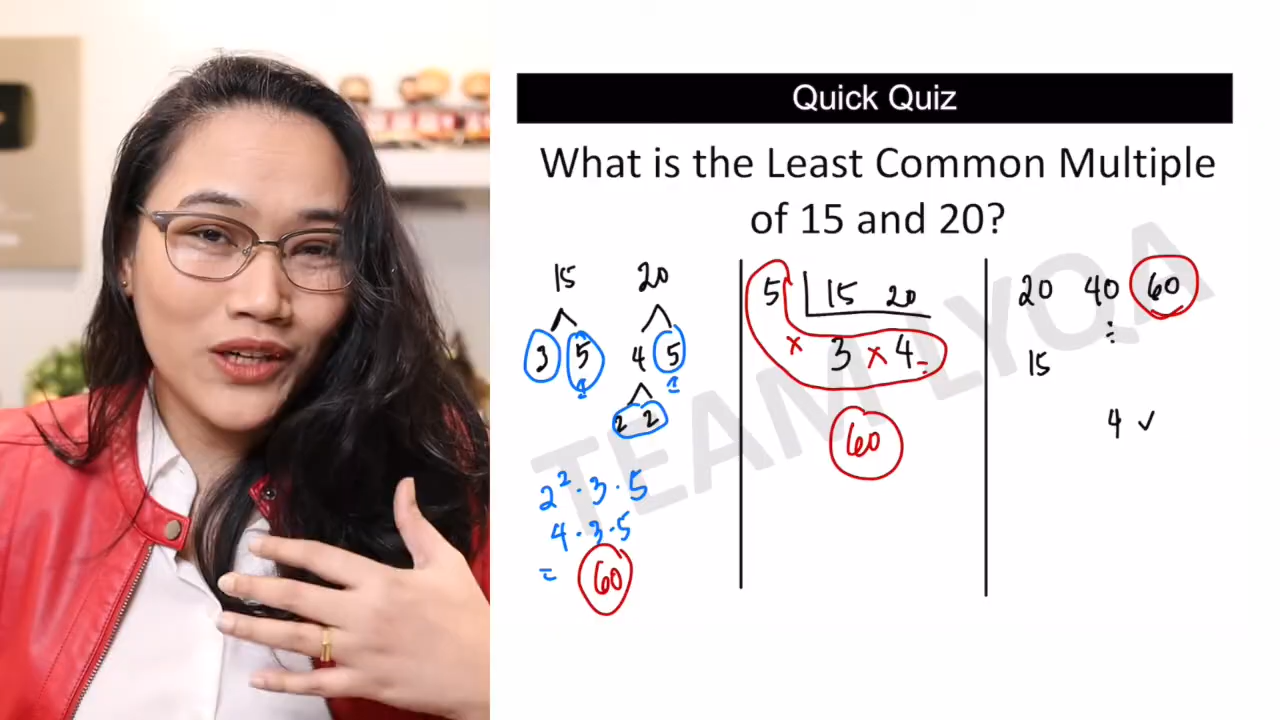 Quick Quiz
What is the Least Common Multiple
of 15 and 20?
15 20
3 5 4 5
2 2
2² · 3 · 5
4 · 3 · 5
= 60
5 15 20
× 3 × 4 =
60
20 40 60
÷
15
4 ✓
TEAM LYQA